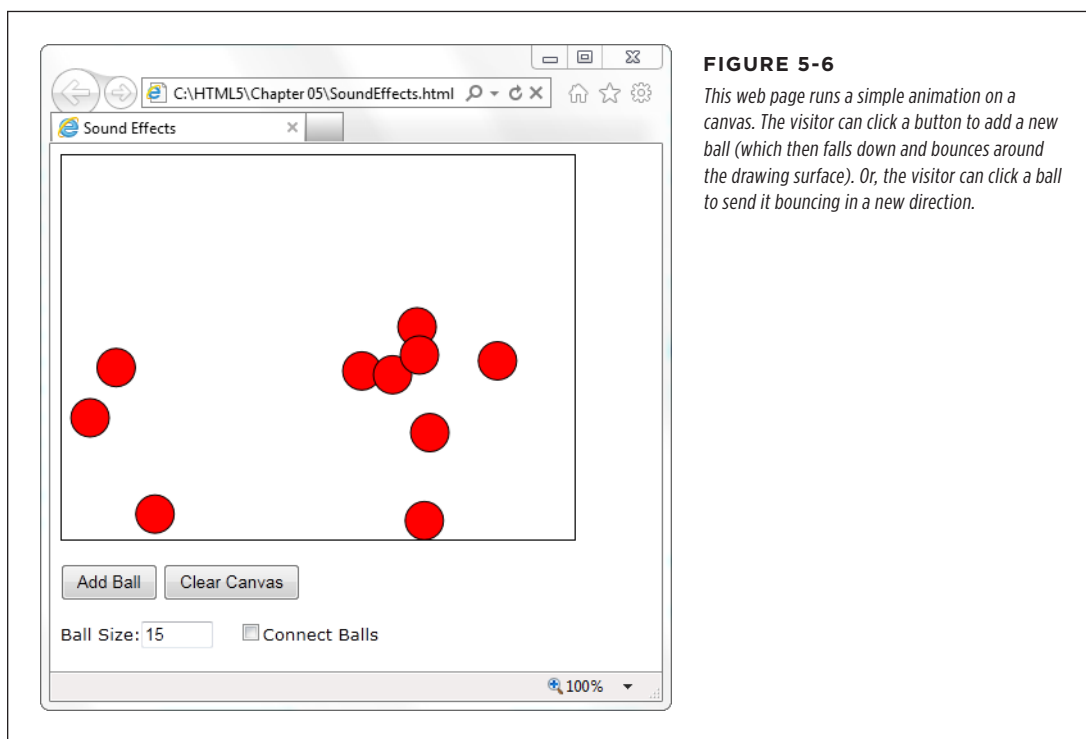 C:\HTML5\Chapter 05\SoundEffects.html
Sound Effects
Add Ball
Clear Canvas
Ball Size: 15
Connect Balls
100%
FIGURE 5-6
This web page runs a simple animation on a
canvas. The visitor can click a button to add a new
ball (which then falls down and bounces around
the drawing surface). Or, the visitor can click a ball
to send it bouncing in a new direction.